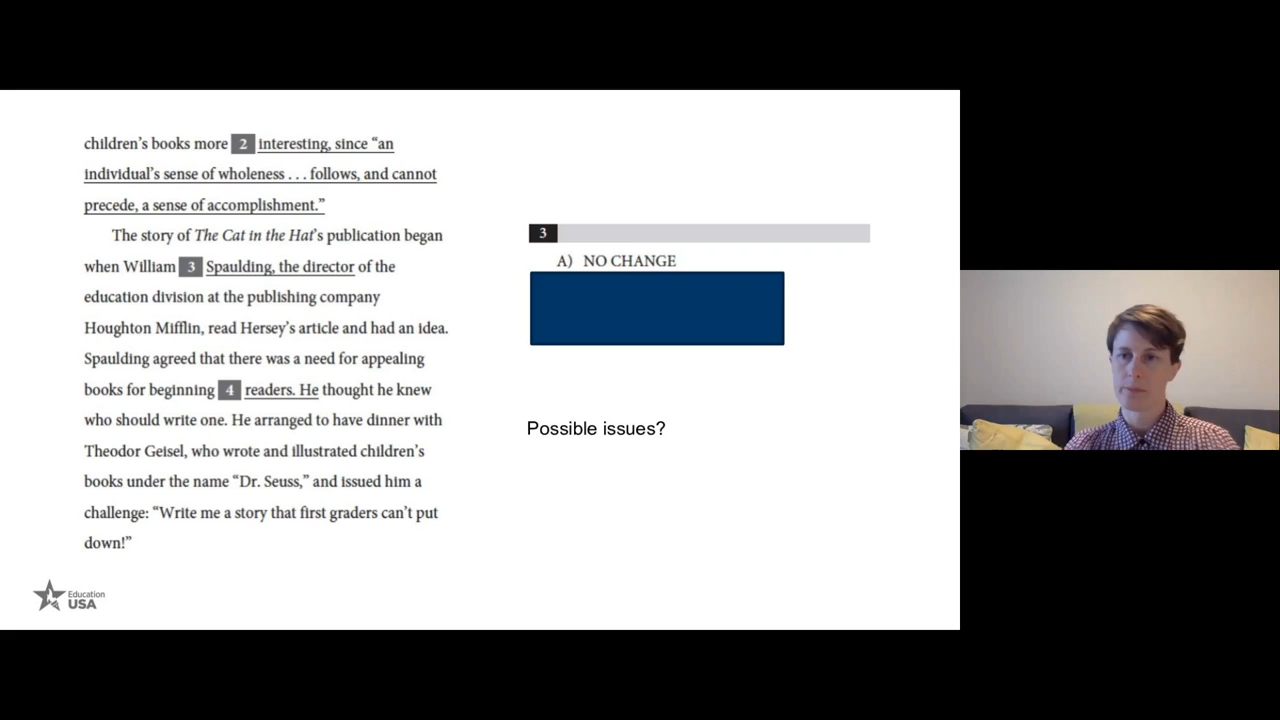 children’s books more 2 interesting, since “an
individual’s sense of wholeness . . . follows, and cannot
precede, a sense of accomplishment.”
The story of The Cat in the Hat’s publication began
when William 3 Spaulding, the director of the
education division at the publishing company
Houghton Mifflin, read Hersey’s article and had an idea.
Spaulding agreed that there was a need for appealing
books for beginning 4 readers. He thought he knew
who should write one. He arranged to have dinner with
Theodor Geisel, who wrote and illustrated children’s
books under the name “Dr. Seuss,” and issued him a
challenge: “Write me a story that first graders can’t put
down!”
3
A) NO CHANGE
Possible issues?
Education
USA